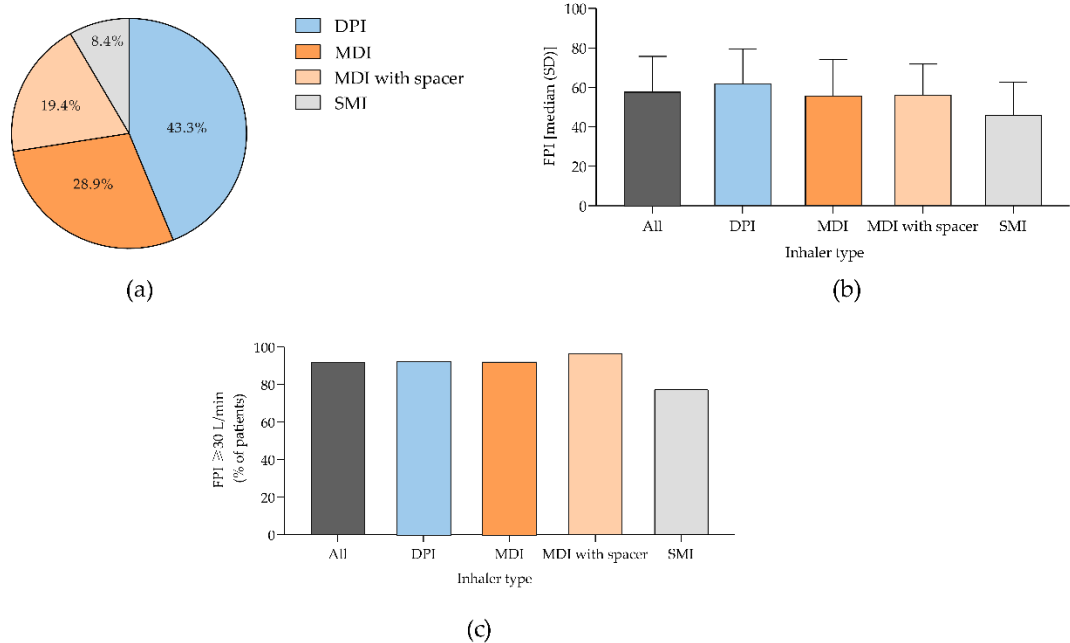 8.4%
19.4%
43.3%
28.9%
DPI
MDI
MDI with spacer
SMI
(a)
FPI [median (SD)]
100
80
60
40
20
0
All DPI MDI MDI with spacer SMI
Inhaler type
(b)
FPI ⩾30 L/min
(% of patients)
100
80
60
40
20
0
All DPI MDI MDI with spacer SMI
Inhaler type
(c)